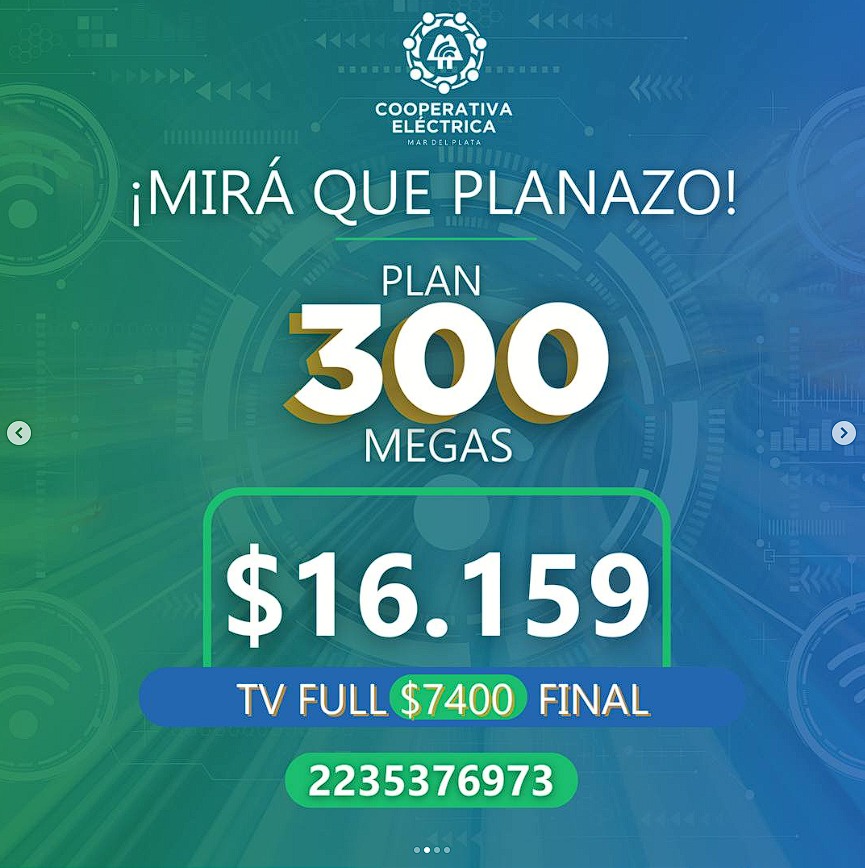 COOPERATIVA
ELÉCTRICA
MAR DEL PLATA
¡MIRÁ QUE PLANAZO!
PLAN
300
MEGAS
$16.159
TV FULL $7400 FINAL
2235376973